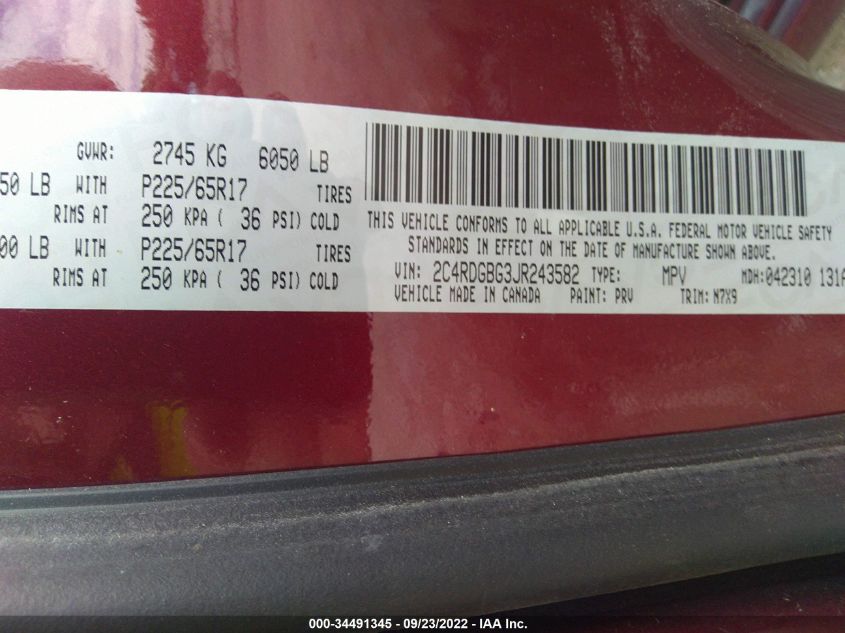 GVWR: 2745 KG 6050 LB
50 LB WITH P225/65R17 TIRES
RIMS AT 250 KPA ( 36 PSI) COLD
00 LB WITH P225/65R17 TIRES
RIMS AT 250 KPA ( 36 PSI) COLD
THIS VEHICLE CONFORMS TO ALL APPLICABLE U.S.A. FEDERAL MOTOR VEHICLE SAFETY
STANDARDS IN EFFECT ON THE DATE OF MANUFACTURE SHOWN ABOVE.
VIN: 2C4RDGBG3JR243582 TYPE: MPV MDH:042310 131A
VEHICLE MADE IN CANADA PAINT: PRV TRIM: N7X9
000-34491345 - 09/23/2022 - IAA Inc.